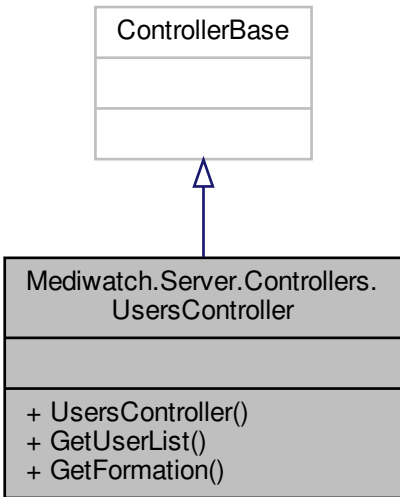 ControllerBase
Mediwatch.Server.Controllers.
UsersController
+ UsersController()
+ GetUserList()
+ GetFormation()